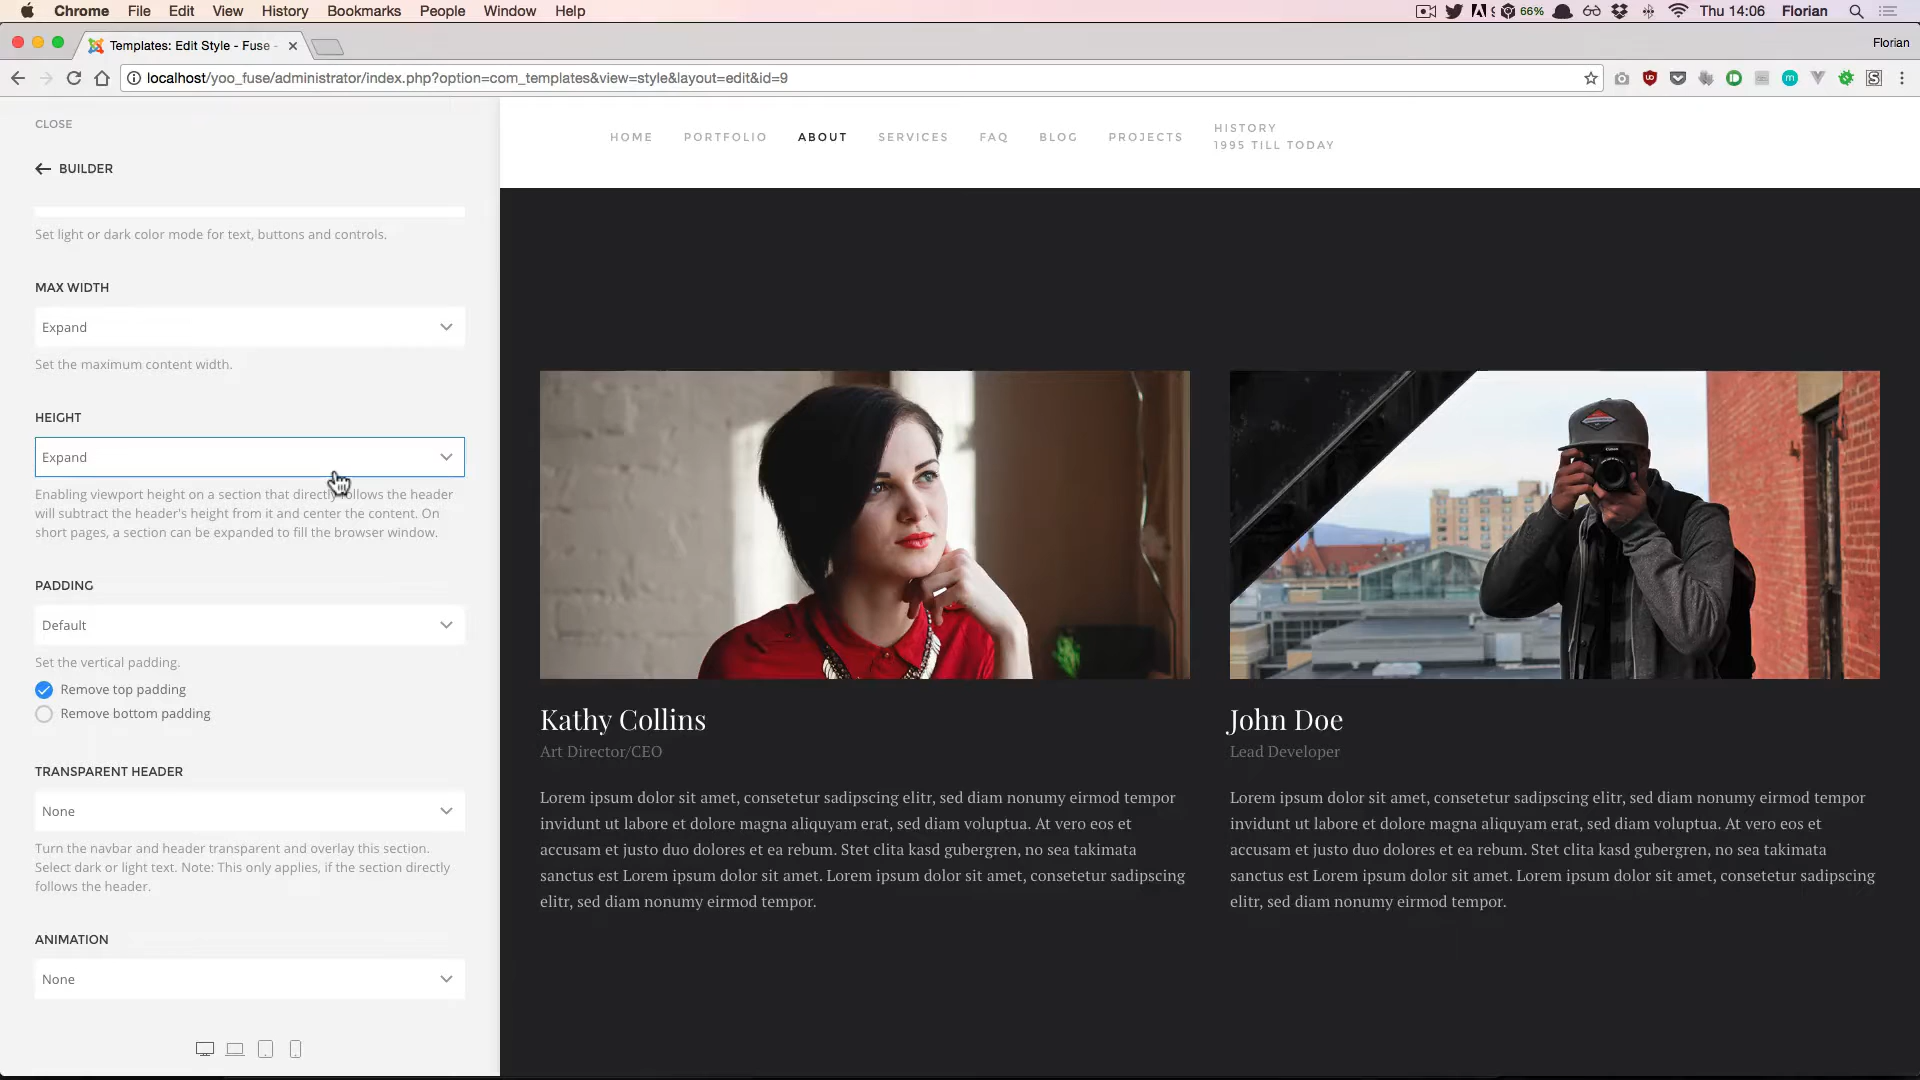 Chrome File Edit View History Bookmarks People Window Help
66% Thu 14:06 Florian
Templates: Edit Style - Fuse -
Florian
localhost/yoo_fuse/administrator/index.php?option=com_templates&view=style&layout=edit&id=9
CLOSE
BUILDER
Set light or dark color mode for text, buttons and controls.
MAX WIDTH
Expand
Set the maximum content width.
HEIGHT
Expand
Enabling viewport height on a section that directly follows the header
will subtract the header's height from it and center the content. On
short pages, a section can be expanded to fill the browser window.
PADDING
Default
Set the vertical padding.
Remove top padding
Remove bottom padding
TRANSPARENT HEADER
None
Turn the navbar and header transparent and overlay this section.
Select dark or light text. Note: This only applies, if the section directly
follows the header.
ANIMATION
None
HOME PORTFOLIO ABOUT SERVICES FAQ BLOG PROJECTS HISTORY
1995 TILL TODAY
Kathy Collins
Art Director/CEO
Lorem ipsum dolor sit amet, consetetur sadipscing elitr, sed diam nonumy eirmod tempor
invidunt ut labore et dolore magna aliquyam erat, sed diam voluptua. At vero eos et
accusam et justo duo dolores et ea rebum. Stet clita kasd gubergren, no sea takimata
sanctus est Lorem ipsum dolor sit amet. Lorem ipsum dolor sit amet, consetetur sadipscing
elitr, sed diam nonumy eirmod tempor.
John Doe
Lead Developer
Lorem ipsum dolor sit amet, consetetur sadipscing elitr, sed diam nonumy eirmod tempor
invidunt ut labore et dolore magna aliquyam erat, sed diam voluptua. At vero eos et
accusam et justo duo dolores et ea rebum. Stet clita kasd gubergren, no sea takimata
sanctus est Lorem ipsum dolor sit amet. Lorem ipsum dolor sit amet, consetetur sadipscing
elitr, sed diam nonumy eirmod tempor.